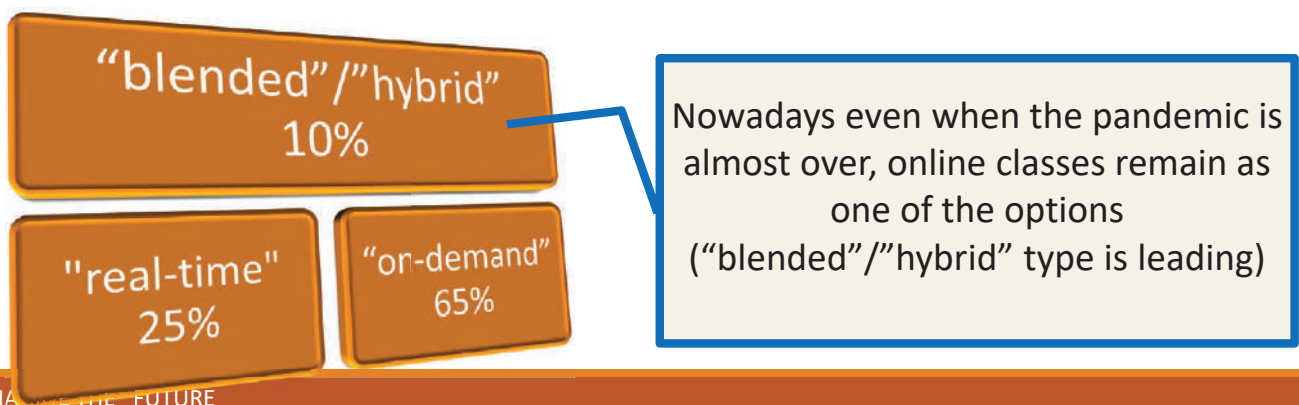 “blended”/”hybrid”
10%
"real-time"
25%
“on-demand”
65%
Nowadays even when the pandemic is
almost over, online classes remain as
one of the options
(“blended”/”hybrid” type is leading)
THE FUTURE